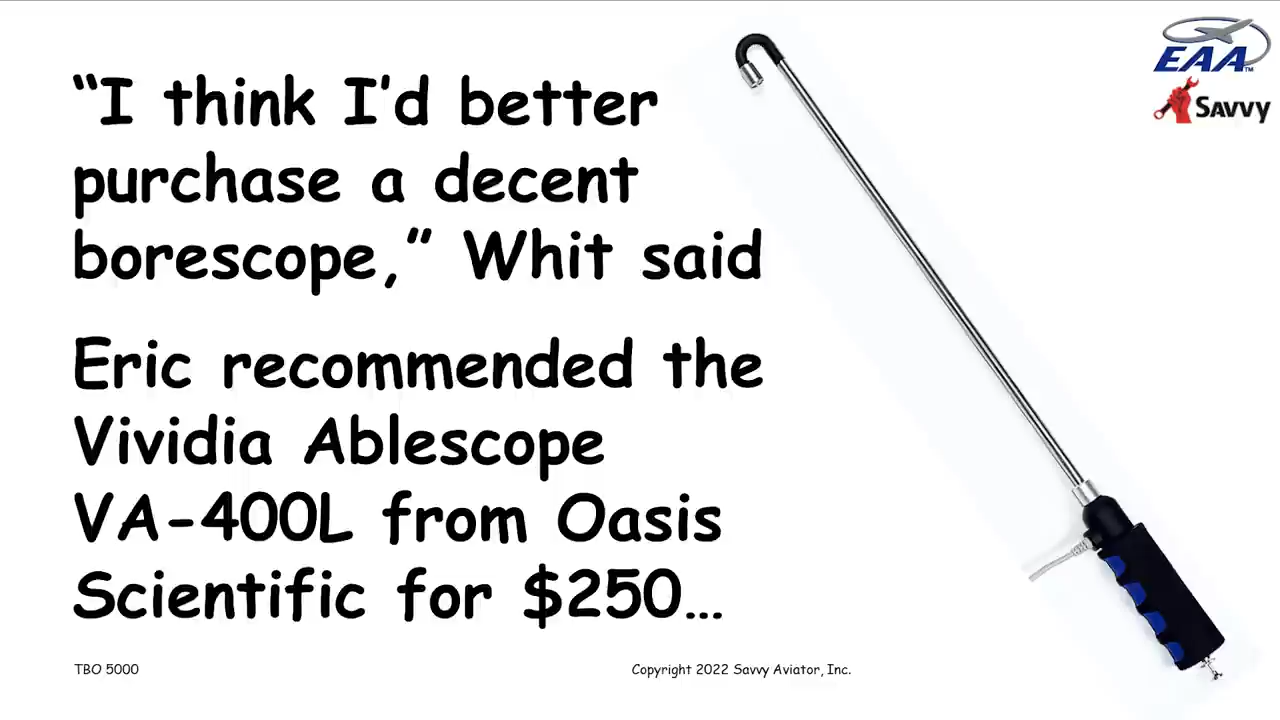 “I think I’d better
purchase a decent
borescope,” Whit said
Eric recommended the
Vividia Ablescope
VA-400L from Oasis
Scientific for $250…
EAA™
SAVVY
TBO 5000
Copyright 2022 Savvy Aviator, Inc.